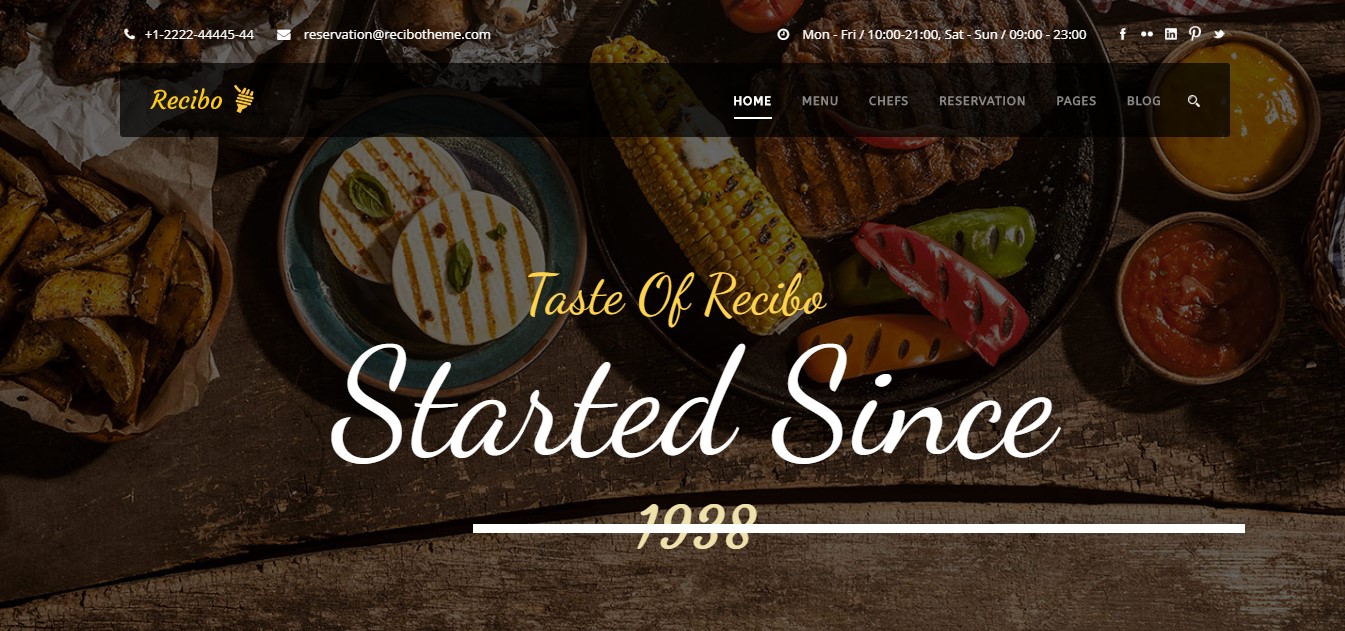 +1-2222-44445-44 reservation@recibotheme.com Mon - Fri / 10:00-21:00, Sat - Sun / 09:00 - 23:00
Recibo HOME MENU CHEFS RESERVATION PAGES BLOG
Taste Of Recibo
Started Since
1938